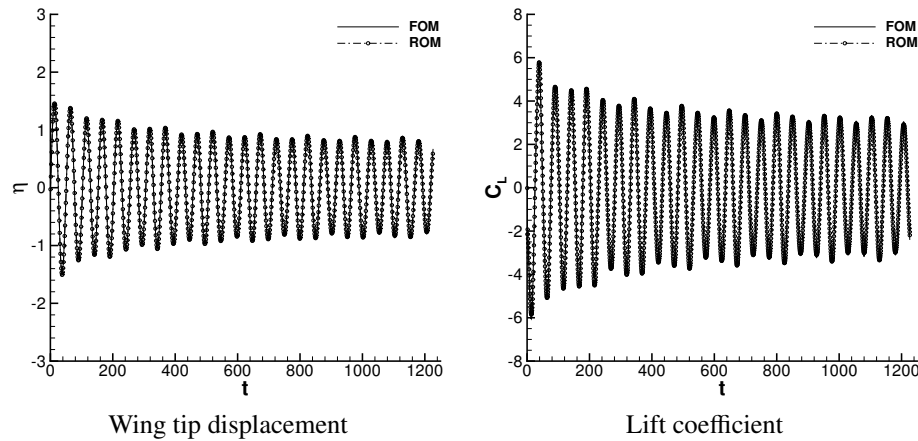 3
2
1
0
-1
-2
-3
η
0 200 400 600 800 1000 1200
t
FOM
ROM
Wing tip displacement
8
6
4
2
0
-2
-4
-6
-8
C_L
0 200 400 600 800 1000 1200
t
FOM
ROM
Lift coefficient